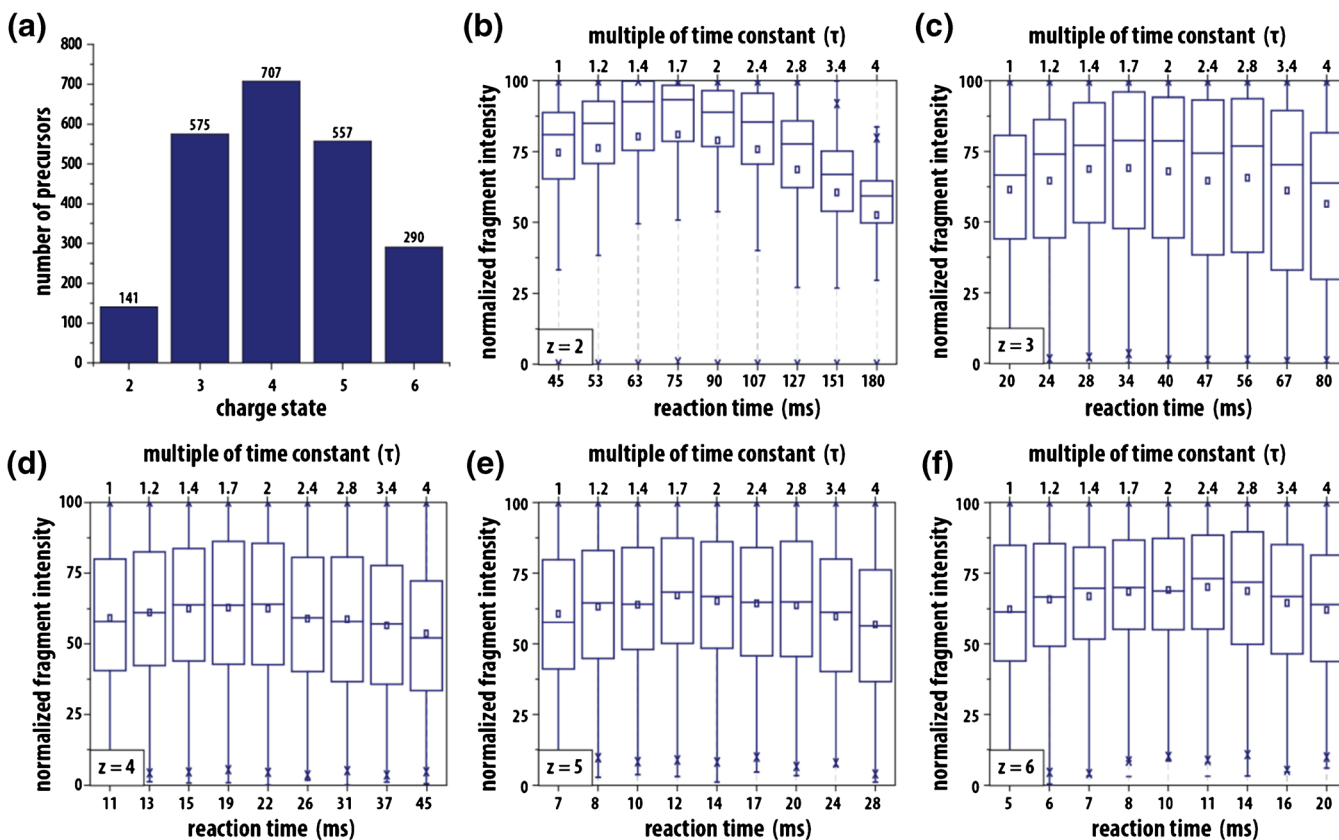 (a)
800
700
600
500
400
300
200
100
0
number of precursors
141
575
707
557
290
2 3 4 5 6
charge state
(b)
multiple of time constant (τ)
1 1.2 1.4 1.7 2 2.4 2.8 3.4 4
100
75
50
25
0
normalized fragment intensity
z = 2
45 53 63 75 90 107 127 151 180
reaction time (ms)
(c)
multiple of time constant (τ)
1 1.2 1.4 1.7 2 2.4 2.8 3.4 4
100
75
50
25
0
normalized fragment intensity
z = 3
20 24 28 34 40 47 56 67 80
reaction time (ms)
(d)
multiple of time constant (τ)
1 1.2 1.4 1.7 2 2.4 2.8 3.4 4
100
75
50
25
0
normalized fragment intensity
z = 4
11 13 15 19 22 26 31 37 45
reaction time (ms)
(e)
multiple of time constant (τ)
1 1.2 1.4 1.7 2 2.4 2.8 3.4 4
100
75
50
25
0
normalized fragment intensity
z = 5
7 8 10 12 14 17 20 24 28
reaction time (ms)
(f)
multiple of time constant (τ)
1 1.2 1.4 1.7 2 2.4 2.8 3.4 4
100
75
50
25
0
normalized fragment intensity
z = 6
5 6 7 8 10 11 14 16 20
reaction time (ms)